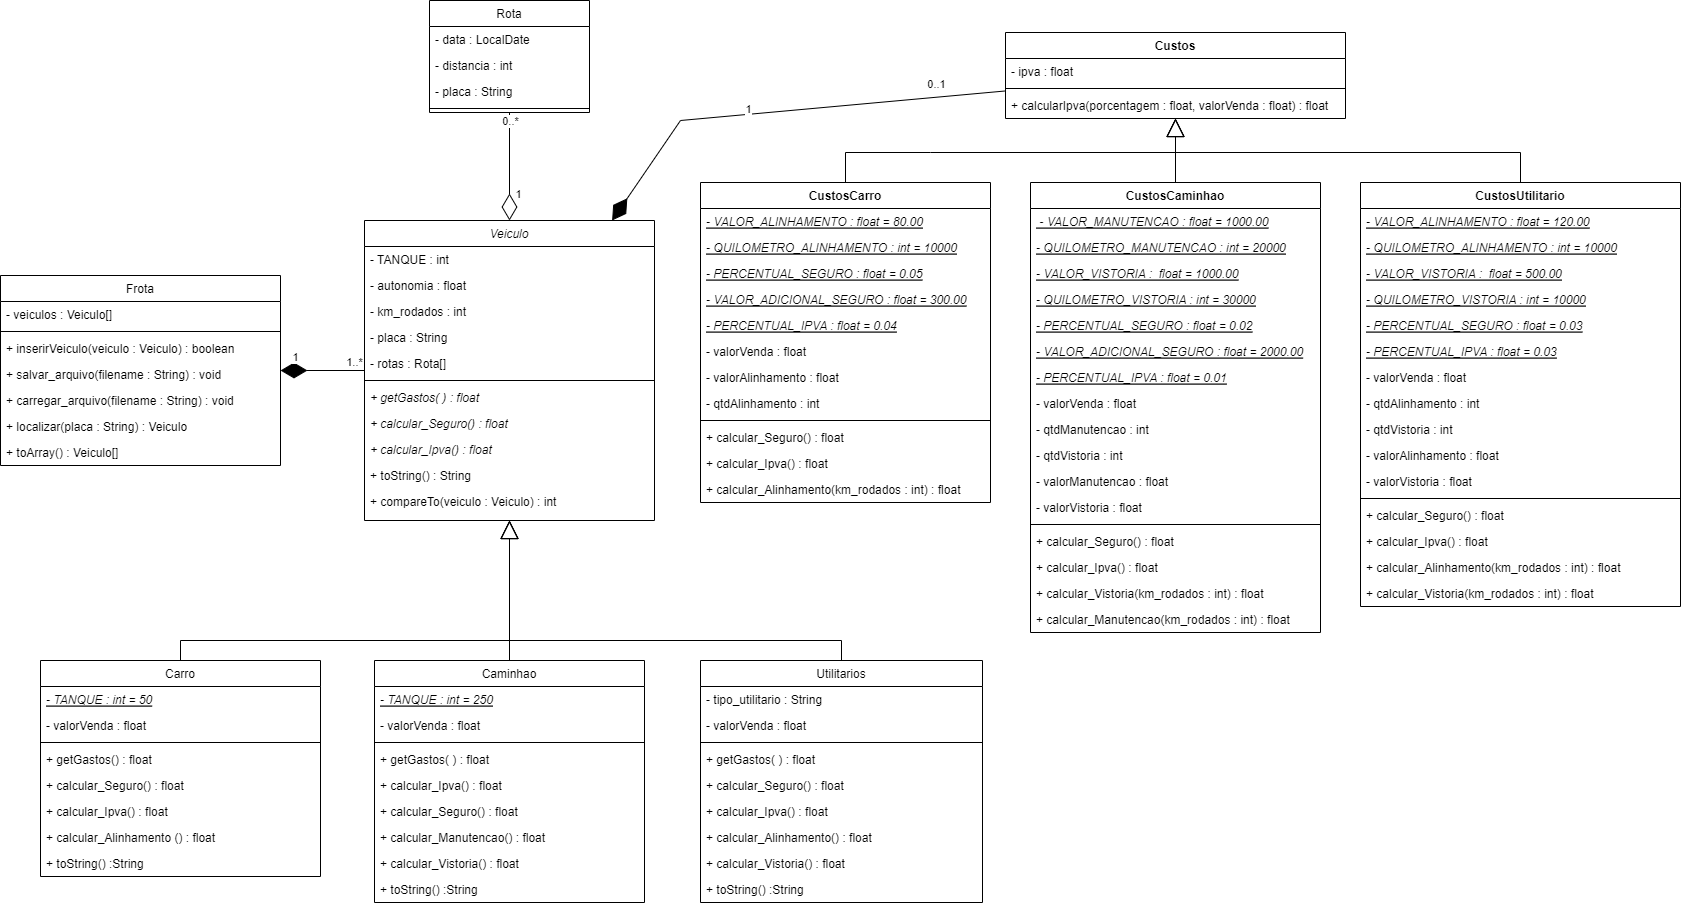 Rota
- data : LocalDate
- distancia : int
- placa : String
0..*
1
Custos
- ipva : float
+ calcularIpva(porcentagem : float, valorVenda : float) : float
0..1
1
Frota
- veiculos : Veiculo[]
+ inserirVeiculo(veiculo : Veiculo) : boolean
+ salvar_arquivo(filename : String) : void
+ carregar_arquivo(filename : String) : void
+ localizar(placa : String) : Veiculo
+ toArray() : Veiculo[]
1
1..*
Veiculo
- TANQUE : int
- autonomia : float
- km_rodados : int
- placa : String
- rotas : Rota[]
+ getGastos( ) : float
+ calcular_Seguro() : float
+ calcular_Ipva() : float
+ toString() : String
+ compareTo(veiculo : Veiculo) : int
CustosCarro
- VALOR_ALINHAMENTO : float = 80.00
- QUILOMETRO_ALINHAMENTO : int = 10000
- PERCENTUAL_SEGURO : float = 0.05
- VALOR_ADICIONAL_SEGURO : float = 300.00
- PERCENTUAL_IPVA : float = 0.04
- valorVenda : float
- valorAlinhamento : float
- qtdAlinhamento : int
+ calcular_Seguro() : float
+ calcular_Ipva() : float
+ calcular_Alinhamento(km_rodados : int) : float
CustosCaminhao
- VALOR_MANUTENCAO : float = 1000.00
- QUILOMETRO_MANUTENCAO : int = 20000
- VALOR_VISTORIA :  float = 1000.00
- QUILOMETRO_VISTORIA : int = 30000
- PERCENTUAL_SEGURO : float = 0.02
- VALOR_ADICIONAL_SEGURO : float = 2000.00
- PERCENTUAL_IPVA : float = 0.01
- valorVenda : float
- qtdManutencao : int
- qtdVistoria : int
- valorManutencao : float
- valorVistoria : float
+ calcular_Seguro() : float
+ calcular_Ipva() : float
+ calcular_Vistoria(km_rodados : int) : float
+ calcular_Manutencao(km_rodados : int) : float
CustosUtilitario
- VALOR_ALINHAMENTO : float = 120.00
- QUILOMETRO_ALINHAMENTO : int = 10000
- VALOR_VISTORIA :  float = 500.00
- QUILOMETRO_VISTORIA : int = 10000
- PERCENTUAL_SEGURO : float = 0.03
- PERCENTUAL_IPVA : float = 0.03
- valorVenda : float
- qtdAlinhamento : int
- qtdVistoria : int
- valorAlinhamento : float
- valorVistoria : float
+ calcular_Seguro() : float
+ calcular_Ipva() : float
+ calcular_Alinhamento(km_rodados : int) : float
+ calcular_Vistoria(km_rodados : int) : float
Carro
- TANQUE : int = 50
- valorVenda : float
+ getGastos() : float
+ calcular_Seguro() : float
+ calcular_Ipva() : float
+ calcular_Alinhamento () : float
+ toString() :String
Caminhao
- TANQUE : int = 250
- valorVenda : float
+ getGastos( ) : float
+ calcular_Ipva() : float
+ calcular_Seguro() : float
+ calcular_Manutencao() : float
+ calcular_Vistoria() : float
+ toString() :String
Utilitarios
- tipo_utilitario : String
- valorVenda : float
+ getGastos( ) : float
+ calcular_Seguro() : float
+ calcular_Ipva() : float
+ calcular_Alinhamento() : float
+ calcular_Vistoria() : float
+ toString() :String